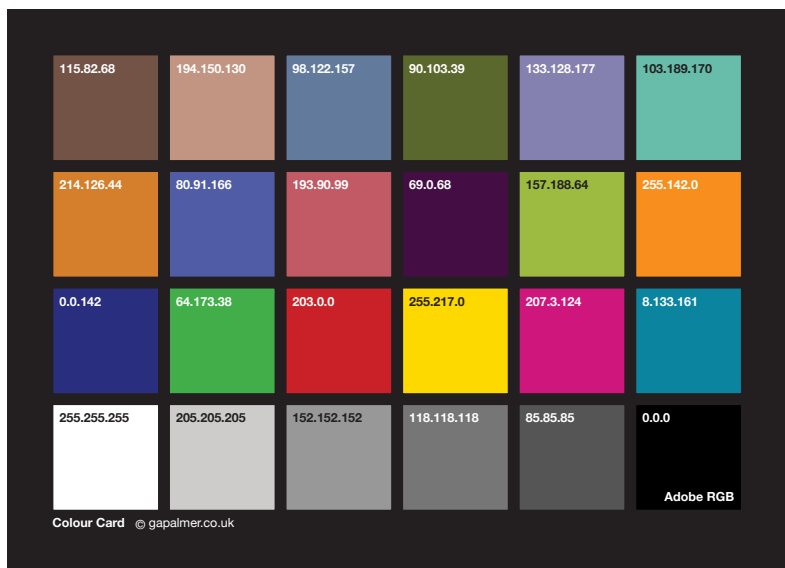 115.82.68 194.150.130 98.122.157 90.103.39 133.128.177 103.189.170
214.126.44 80.91.166 193.90.99 69.0.68 157.188.64 255.142.0
0.0.142 64.173.38 203.0.0 255.217.0 207.3.124 8.133.161
255.255.255 205.205.205 152.152.152 118.118.118 85.85.85 0.0.0
Adobe RGB
Colour Card © gapalmer.co.uk